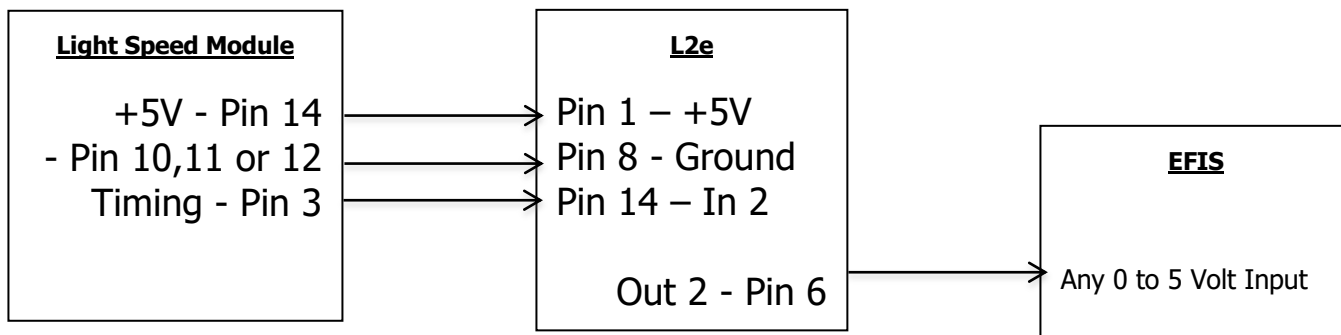 Light Speed Module
+5V - Pin 14
- Pin 10,11 or 12
Timing - Pin 3
L2e
Pin 1 – +5V
Pin 8 - Ground
Pin 14 – In 2
Out 2 - Pin 6
EFIS
Any 0 to 5 Volt Input